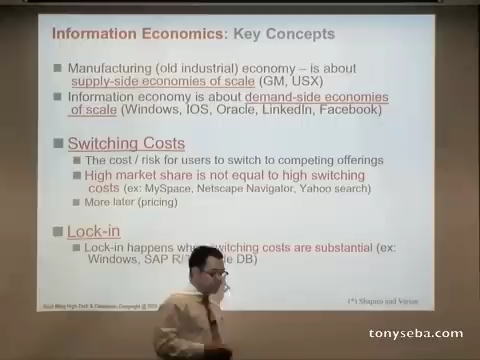 Information Economics: Key Concepts
Manufacturing (old industrial) economy – is about
supply-side economies of scale (GM, USX)
Information economy is about demand-side economies
of scale (Windows, IOS, Oracle, LinkedIn, Facebook)
Switching Costs
The cost / risk for users to switch to competing offerings
High market share is not equal to high switching
costs (ex: MySpace, Netscape Navigator, Yahoo search)
More later (pricing)
Lock-in
Lock-in happens when switching costs are substantial (ex:
Windows, SAP DB)
(*) Shapiro and Varian
tonyseba.com